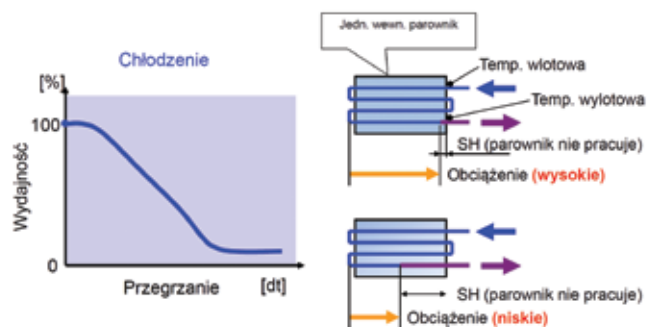 Chłodzenie
[%]
100
Wydajność
0
Przegrzanie
[dt]
Jedn. wewn. parownik
Temp. wlotowa
Temp. wylotowa
SH (parownik nie pracuje)
Obciążenie (wysokie)
SH (parownik nie pracuje)
Obciążenie (niskie)